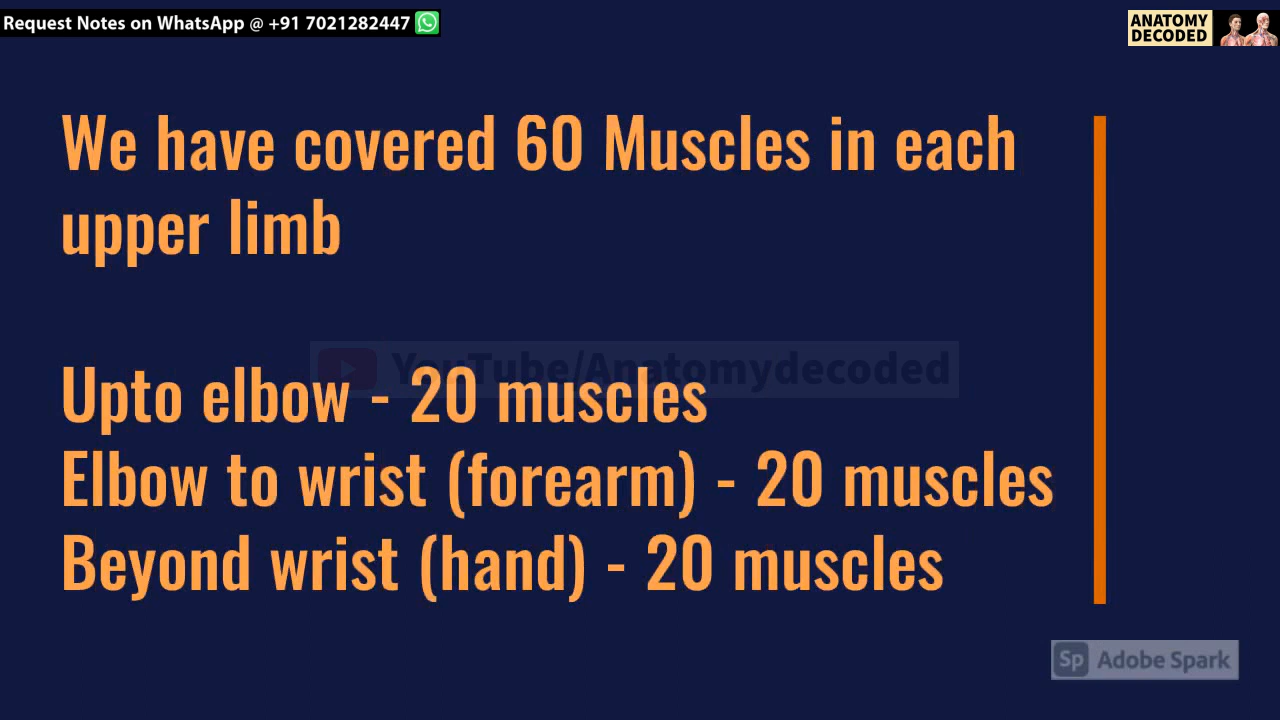 Request Notes on WhatsApp @ +91 7021282447
ANATOMY
DECODED
We have covered 60 Muscles in each
upper limb
YouTube/Anatomydecoded
Upto elbow - 20 muscles
Elbow to wrist (forearm) - 20 muscles
Beyond wrist (hand) - 20 muscles
Sp Adobe Spark